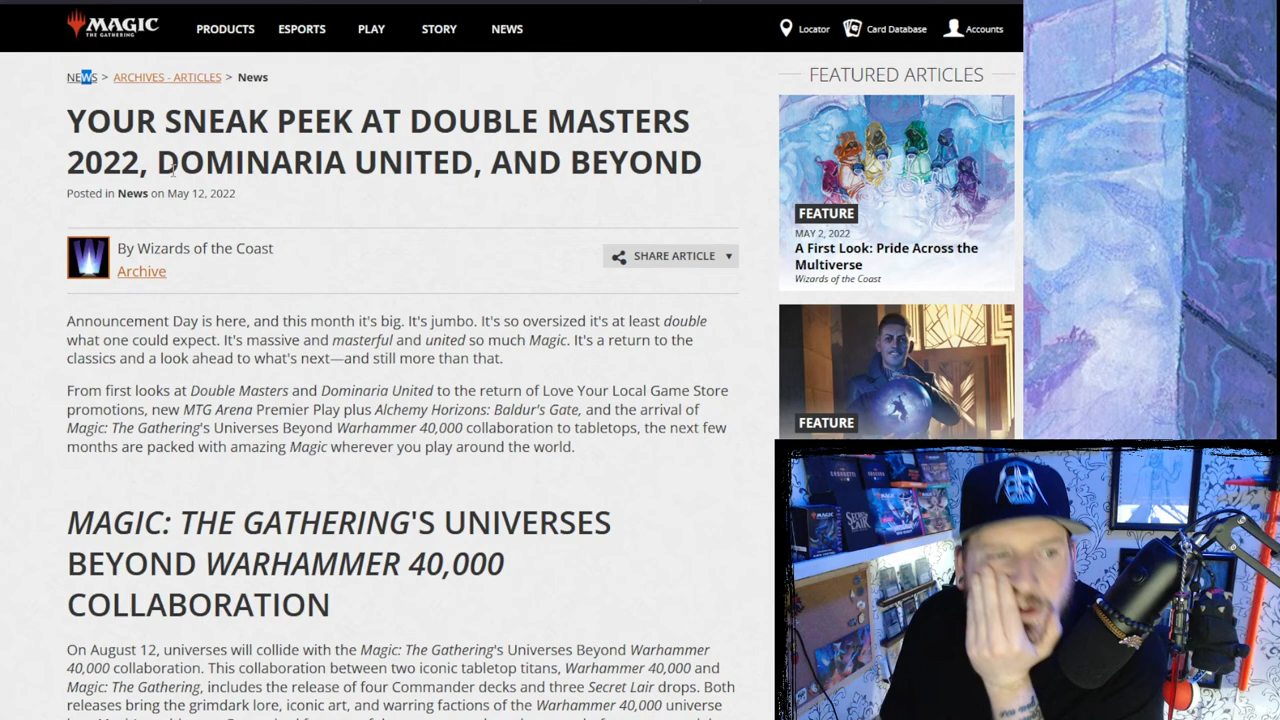 MAGIC
THE GATHERING
PRODUCTS ESPORTS PLAY STORY NEWS
Locator Card Database Accounts
NEWS > ARCHIVES - ARTICLES > News
YOUR SNEAK PEEK AT DOUBLE MASTERS
2022, DOMINARIA UNITED, AND BEYOND
Posted in News on May 12, 2022
By Wizards of the Coast
Archive
SHARE ARTICLE ▼
Announcement Day is here, and this month it's big. It's jumbo. It's so oversized it's at least double
what one could expect. It's massive and masterful and united so much Magic. It's a return to the
classics and a look ahead to what's next—and still more than that.
From first looks at Double Masters and Dominaria United to the return of Love Your Local Game Store
promotions, new MTG Arena Premier Play plus Alchemy Horizons: Baldur's Gate, and the arrival of
Magic: The Gathering's Universes Beyond Warhammer 40,000 collaboration to tabletops, the next few
months are packed with amazing Magic wherever you play around the world.
MAGIC: THE GATHERING'S UNIVERSES
BEYOND WARHAMMER 40,000
COLLABORATION
On August 12, universes will collide with the Magic: The Gathering's Universes Beyond Warhammer
40,000 collaboration. This collaboration between two iconic tabletop titans, Warhammer 40,000 and
Magic: The Gathering, includes the release of four Commander decks and three Secret Lair drops. Both
releases bring the grimdark lore, iconic art, and warring factions of the Warhammer 40,000 universe
FEATURED ARTICLES
FEATURE
MAY 2, 2022
A First Look: Pride Across the
Multiverse
Wizards of the Coast
FEATURE
SECRET
LAIR